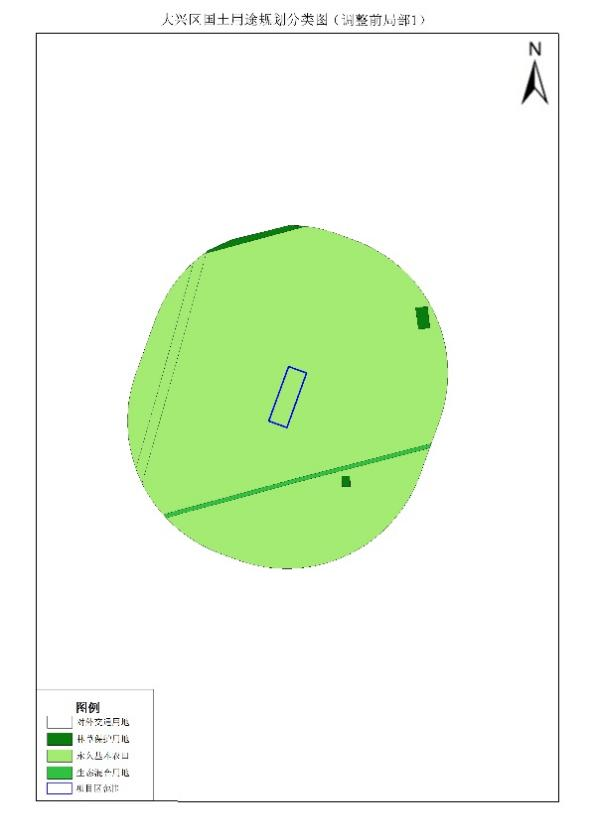 大兴区国土用途规划分类图（调整前局部1）
N
图例
对外交通用地
林草保护用地
永久基本农田
生态混合用地
项目区范围